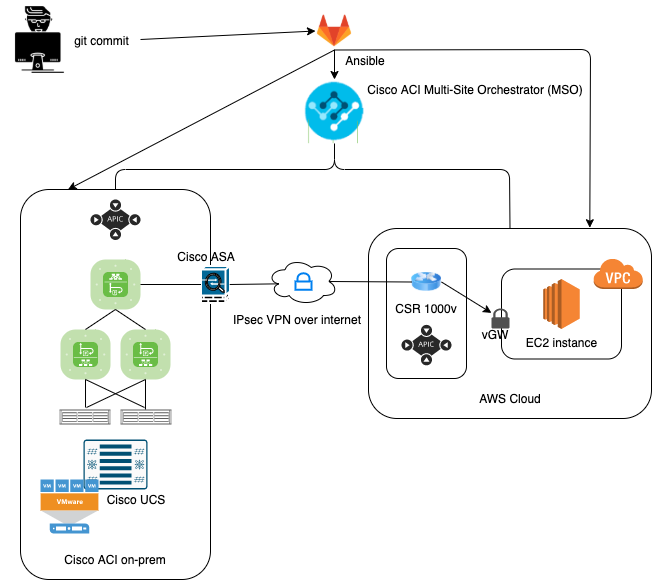 git commit
Ansible
Cisco ACI Multi-Site Orchestrator (MSO)
APIC
Cisco ASA
IPsec VPN over internet
CSR 1000v
APIC
vGW
VPC
EC2 instance
AWS Cloud
VM VM VM VM
VMware
Cisco UCS
Cisco ACI on-prem